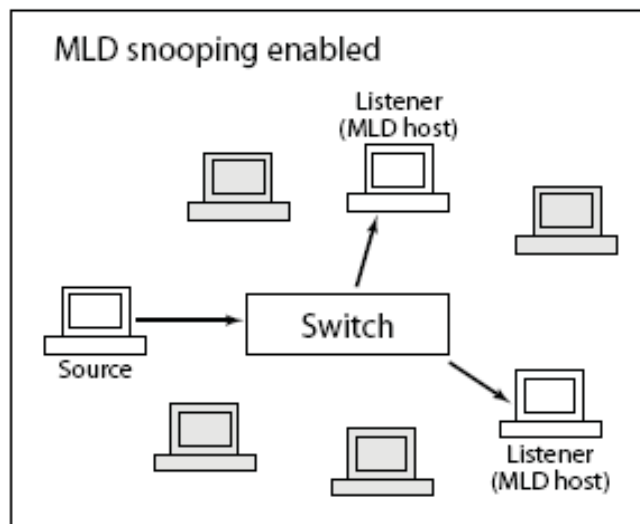 MLD snooping enabled
Listener
(MLD host)
Switch
Source
Listener
(MLD host)